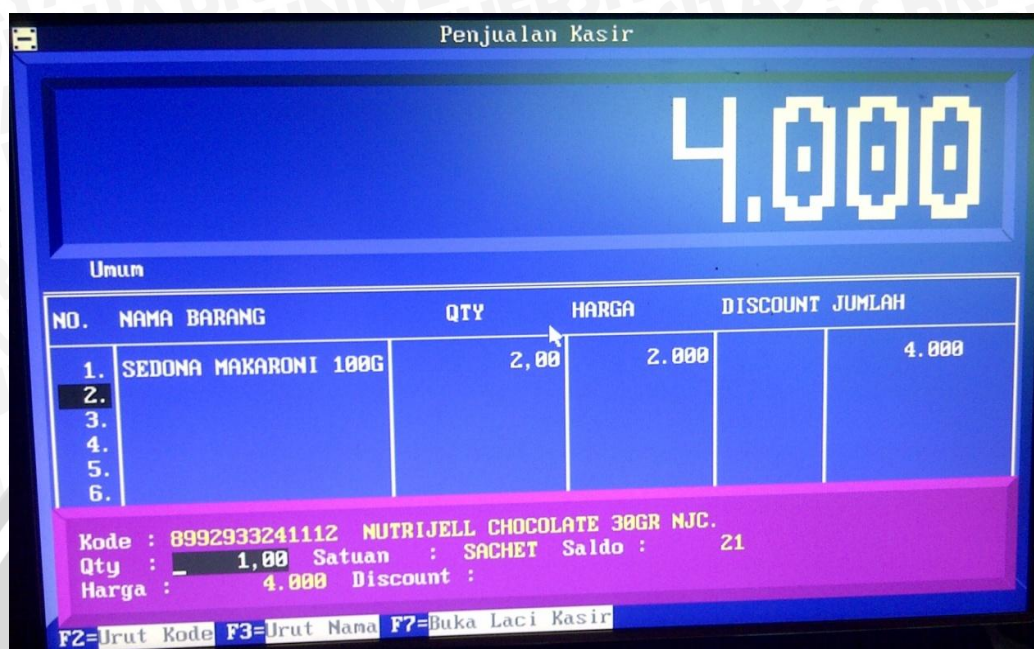 Penjualan Kasir
4.000
Umum
NO. NAMA BARANG QTY HARGA DISCOUNT JUMLAH
1. SEDONA MAKARONI 100G 2,00 2.000 4.000
2.
3.
4.
5.
6.
Kode : 8992933241112 NUTRIJELL CHOCOLATE 30GR NJC.
Qty : 1,00 Satuan : SACHET Saldo : 21
Harga : 4.000 Discount :
F2=Urut Kode F3=Urut Nama F7=Buka Laci Kasir